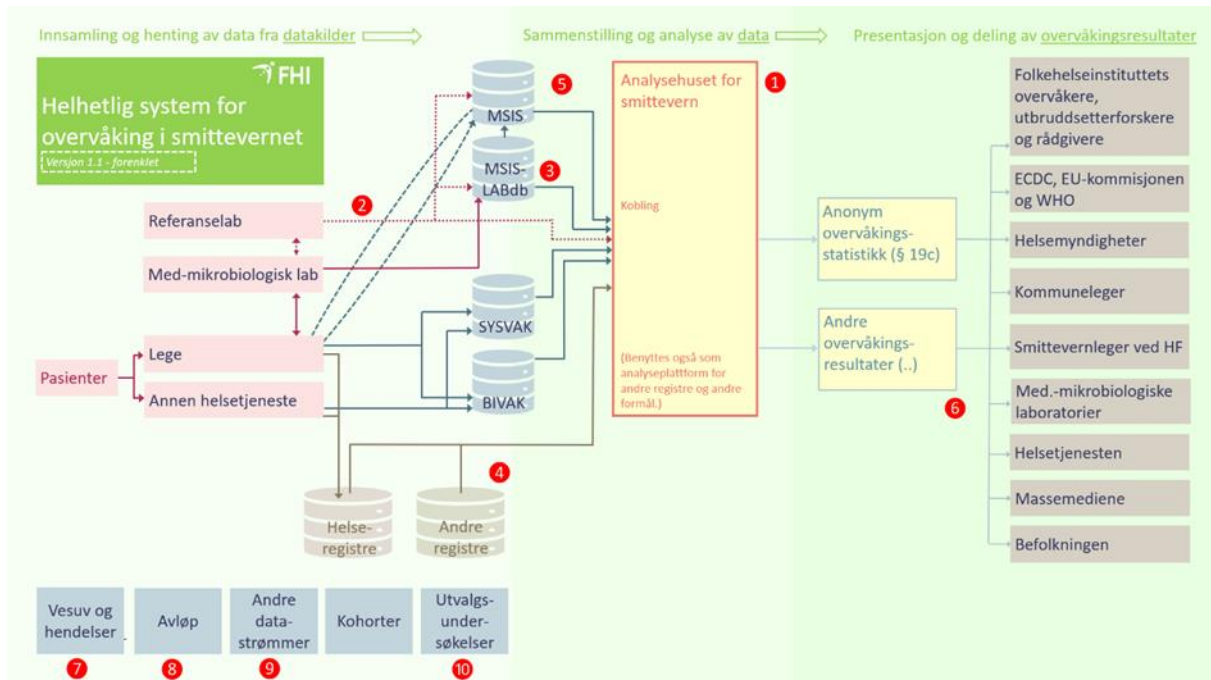 Innsamling og henting av data fra datakilder
Sammenstilling og analyse av data
Presentasjon og deling av overvåkingsresultater
FHI
Helhetlig system for
overvåking i smittevernet
Versjon 1.1 - forenklet
Referanselab
2
Med-mikrobiologisk lab
Lege
Pasienter
Annen helsetjeneste
MSIS
5
MSIS-
LABdb
3
SYSVAK
BIVAK
4
Helse-
registre
Andre
registre
Analysehuset for
smittevern
1
Kobling
(Benyttes også som
analyseplattform for
andre registre og andre
formål.)
Anonym
overvåkings-
statistikk (§ 19c)
Andre
overvåkings-
resultater (..)
6
Folkehelseinstituttets
overvåkere,
utbruddsetterforskere
og rådgivere
ECDC, EU-kommisjonen
og WHO
Helsemyndigheter
Kommuneleger
Smittevernleger ved HF
Med.-mikrobiologiske
laboratorier
Helsetjenesten
Massemediene
Befolkningen
Vesuv og
hendelser
.
7
Avløp
8
Andre
data-
strømmer
9
Kohorter
Utvalgs-
under-
søkelser
10